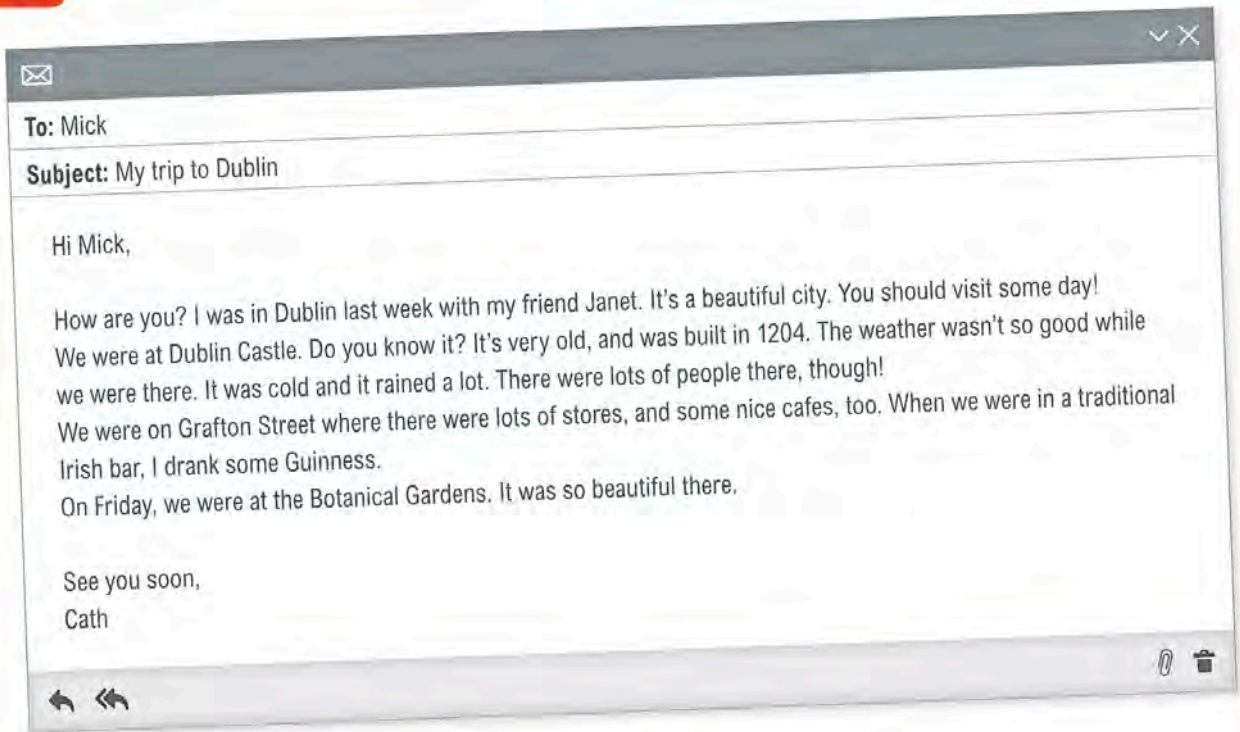 To: Mick
Subject: My trip to Dublin
Hi Mick,
How are you? I was in Dublin last week with my friend Janet. It's a beautiful city. You should visit some day!
We were at Dublin Castle. Do you know it? It's very old, and was built in 1204. The weather wasn't so good while
we were there. It was cold and it rained a lot. There were lots of people there, though!
We were on Grafton Street where there were lots of stores, and some nice cafes, too. When we were in a traditional
Irish bar, I drank some Guinness.
On Friday, we were at the Botanical Gardens. It was so beautiful there.
See you soon,
Cath